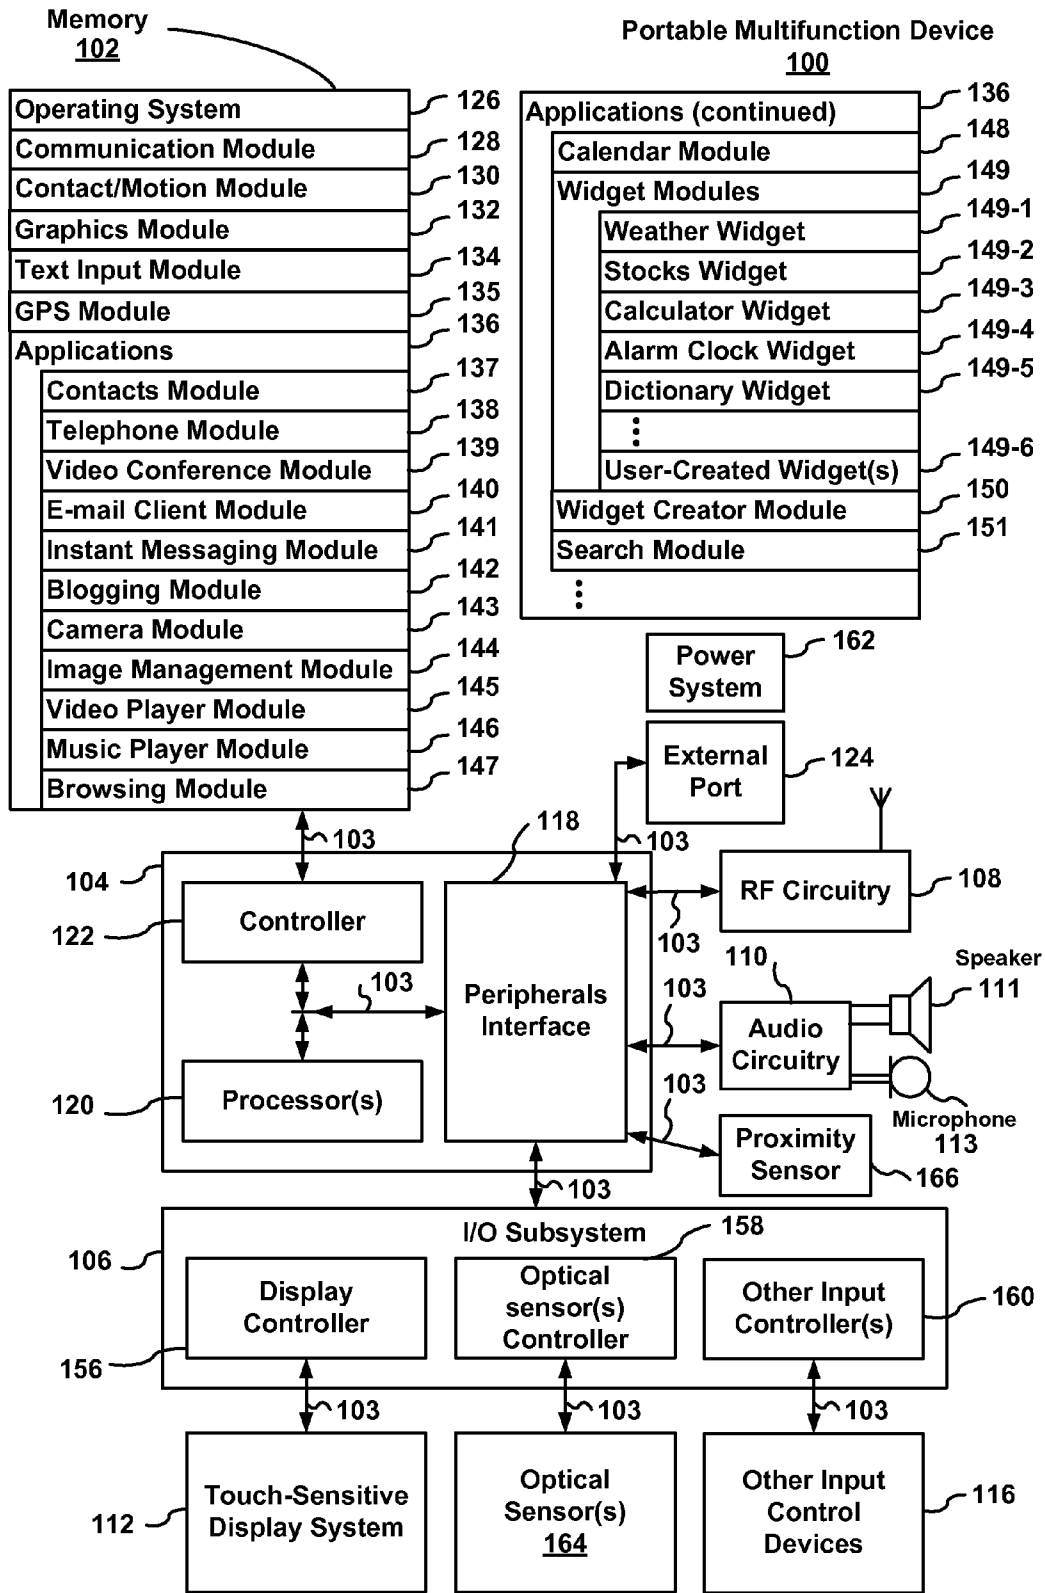 Memory
102
Portable Multifunction Device
100
Operating System
126
Communication Module
128
Contact/Motion Module
130
Graphics Module
132
Text Input Module
134
GPS Module
135
Applications
136
Contacts Module
137
Telephone Module
138
Video Conference Module
139
E-mail Client Module
140
Instant Messaging Module
141
Blogging Module
142
Camera Module
143
Image Management Module
144
Video Player Module
145
Music Player Module
146
Browsing Module
147
Applications (continued)
136
Calendar Module
148
Widget Modules
149
Weather Widget
149-1
Stocks Widget
149-2
Calculator Widget
149-3
Alarm Clock Widget
149-4
Dictionary Widget
149-5
User-Created Widget(s)
149-6
Widget Creator Module
150
Search Module
151
Power
System
162
External
Port
124
103
118
103
104
Controller
122
RF Circuitry
108
103
103
Peripherals
Interface
103
110
Audio
Circuitry
Speaker
111
Processor(s)
120
103
Microphone
113
Proximity
Sensor
166
103
I/O Subsystem
106
158
Display
Controller
156
Optical
sensor(s)
Controller
Other Input
Controller(s)
160
103
103
103
Touch-Sensitive
Display System
112
Optical
Sensor(s)
164
Other Input
Control
Devices
116